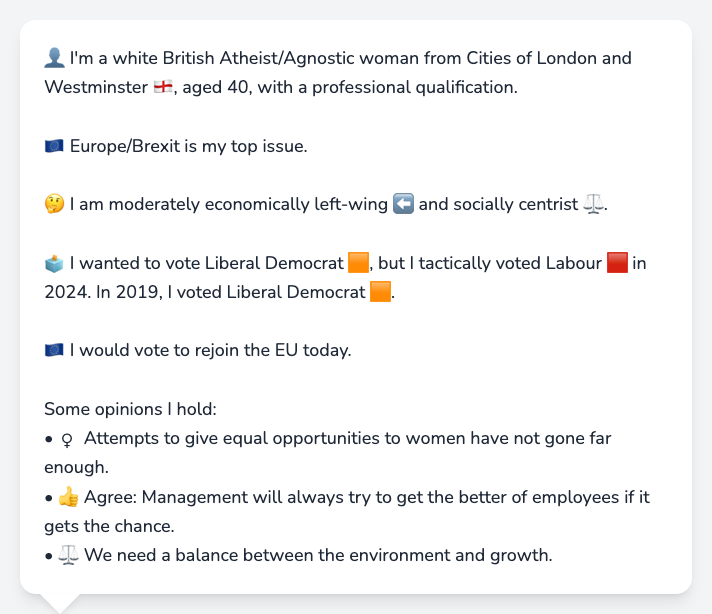 👤 I'm a white British Atheist/Agnostic woman from Cities of London and
Westminster 🏴󠁧󠁢󠁥󠁮󠁧󠁿, aged 40, with a professional qualification.
🇪🇺 Europe/Brexit is my top issue.
🤔 I am moderately economically left-wing ⬅️ and socially centrist ⚖️.
🗳️ I wanted to vote Liberal Democrat 🟧, but I tactically voted Labour 🟥 in
2024. In 2019, I voted Liberal Democrat 🟧.
🇪🇺 I would vote to rejoin the EU today.
Some opinions I hold:
• ♀️ Attempts to give equal opportunities to women have not gone far
enough.
• 👍 Agree: Management will always try to get the better of employees if it
gets the chance.
• ⚖️ We need a balance between the environment and growth.